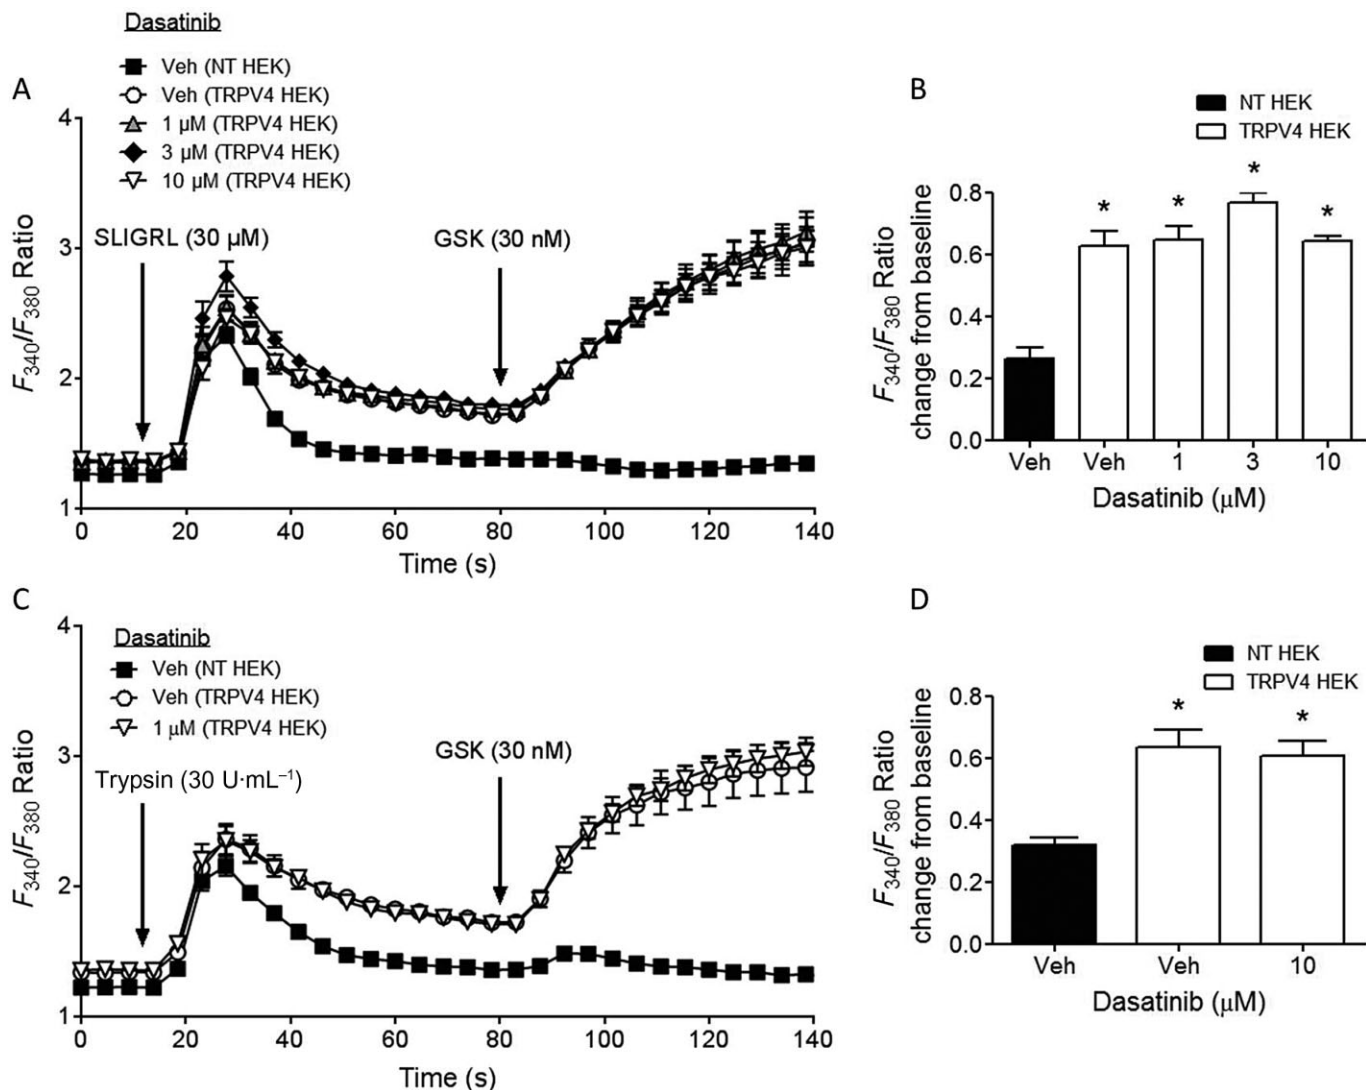 Dasatinib
Veh (NT HEK)
Veh (TRPV4 HEK)
1 µM (TRPV4 HEK)
3 µM (TRPV4 HEK)
10 µM (TRPV4 HEK)
A
4
3
2
1
F340/F380 Ratio
SLIGRL (30 µM)
GSK (30 nM)
0 20 40 60 80 100 120 140
Time (s)
B
NT HEK
TRPV4 HEK
0.8
0.6
0.4
0.2
0.0
F340/F380 Ratio
change from baseline
* * * *
Veh Veh 1 3 10
Dasatinib (µM)
C
4
3
2
1
F340/F380 Ratio
Dasatinib
Veh (NT HEK)
Veh (TRPV4 HEK)
1 µM (TRPV4 HEK)
Trypsin (30 U·mL⁻¹)
GSK (30 nM)
0 20 40 60 80 100 120 140
Time (s)
D
NT HEK
TRPV4 HEK
0.8
0.6
0.4
0.2
0.0
F340/F380 Ratio
change from baseline
* *
Veh Veh 10
Dasatinib (µM)